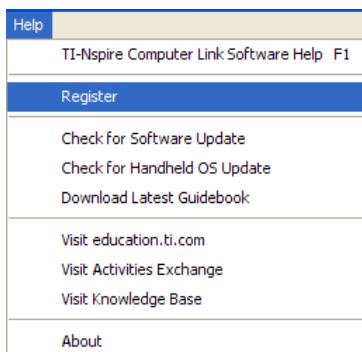 Help
TI-Nspire Computer Link Software Help F1
Register
Check for Software Update
Check for Handheld OS Update
Download Latest Guidebook
Visit education.ti.com
Visit Activities Exchange
Visit Knowledge Base
About